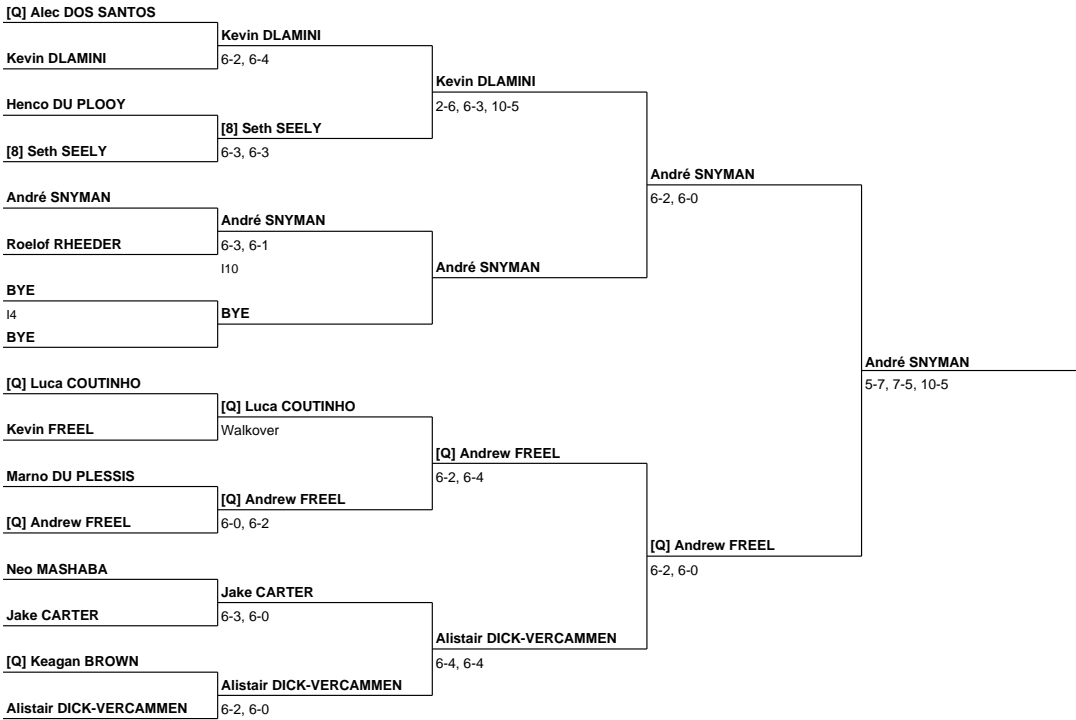 [Q] Alec DOS SANTOS
Kevin DLAMINI
Kevin DLAMINI
6-2, 6-4
Kevin DLAMINI
2-6, 6-3, 10-5
Henco DU PLOOY
[8] Seth SEELY
[8] Seth SEELY
6-3, 6-3
André SNYMAN
6-2, 6-0
André SNYMAN
André SNYMAN
Roelof RHEEDER
6-3, 6-1
I10
André SNYMAN
BYE
I4
BYE
BYE
André SNYMAN
5-7, 7-5, 10-5
[Q] Luca COUTINHO
[Q] Luca COUTINHO
Kevin FREEL
Walkover
[Q] Andrew FREEL
6-2, 6-4
Marno DU PLESSIS
[Q] Andrew FREEL
[Q] Andrew FREEL
6-0, 6-2
[Q] Andrew FREEL
6-2, 6-0
Neo MASHABA
Jake CARTER
Jake CARTER
6-3, 6-0
Alistair DICK-VERCAMMEN
6-4, 6-4
[Q] Keagan BROWN
Alistair DICK-VERCAMMEN
Alistair DICK-VERCAMMEN
6-2, 6-0